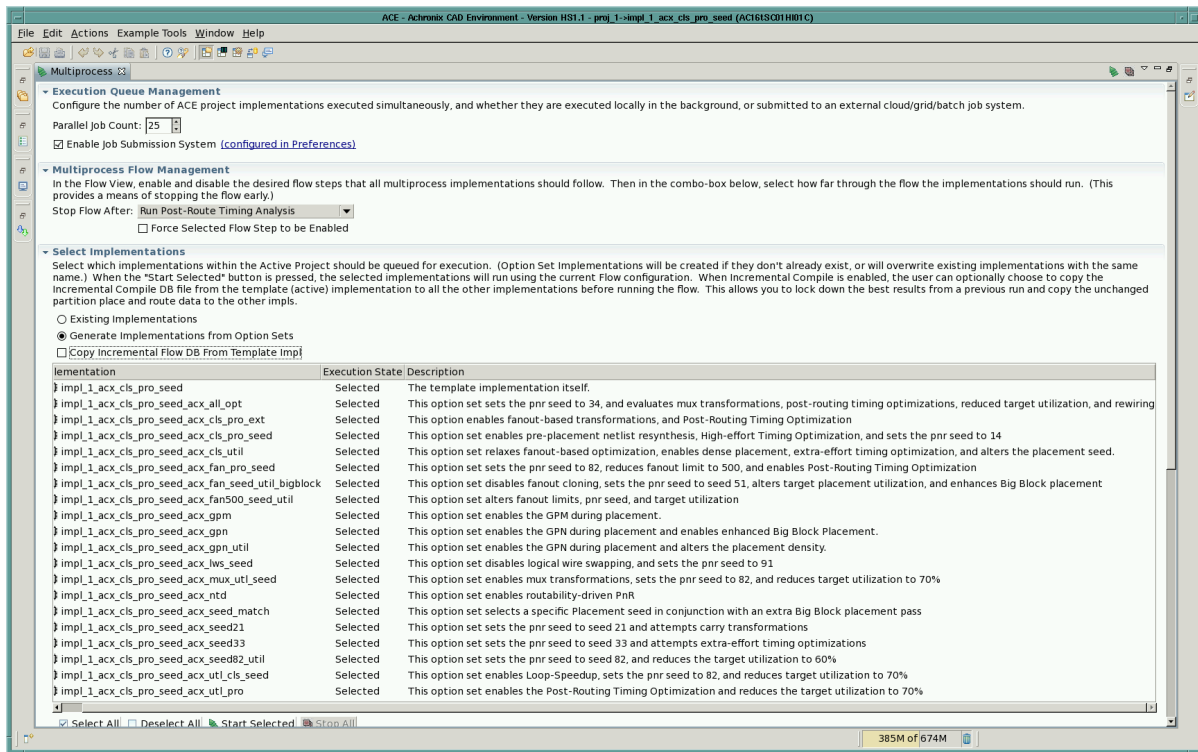 ACE - Achronix CAD Environment - Version HS1.1 - proj_1->impl_1_acx_cls_pro_seed (AC16tSC01HI01C)
File Edit Actions Example Tools Window Help
Multiprocess
Execution Queue Management
Configure the number of ACE project implementations executed simultaneously, and whether they are executed locally in the background, or submitted to an external cloud/grid/batch job system.
Parallel Job Count: 25
Enable Job Submission System (configured in Preferences)
Multiprocess Flow Management
In the Flow View, enable and disable the desired flow steps that all multiprocess implementations should follow. Then in the combo-box below, select how far through the flow the implementations should run. (This
provides a means of stopping the flow early.)
Stop Flow After: Run Post-Route Timing Analysis
Force Selected Flow Step to be Enabled
Select Implementations
Select which implementations within the Active Project should be queued for execution. (Option Set Implementations will be created if they don't already exist, or will overwrite existing implementations with the same
name.) When the "Start Selected" button is pressed, the selected implementations will run using the current Flow configuration. When Incremental Compile is enabled, the user can optionally choose to copy the
Incremental Compile DB file from the template (active) implementation to all the other implementations before running the flow. This allows you to lock down the best results from a previous run and copy the unchanged
partition place and route data to the other impls.
Existing Implementations
Generate Implementations from Option Sets
Copy Incremental Flow DB From Template Impl
lementation Execution State Description
impl_1_acx_cls_pro_seed Selected The template implementation itself.
impl_1_acx_cls_pro_seed_acx_all_opt Selected This option set sets the pnr seed to 34, and evaluates mux transformations, post-routing timing optimizations, reduced target utilization, and rewiring
impl_1_acx_cls_pro_seed_acx_cls_pro_ext Selected This option enables fanout-based transformations, and Post-Routing Timing Optimization
impl_1_acx_cls_pro_seed_acx_cls_pro_seed Selected This option set enables pre-placement netlist resynthesis, High-effort Timing Optimization, and sets the pnr seed to 14
impl_1_acx_cls_pro_seed_acx_cls_util Selected This option set relaxes fanout-based optimization, enables dense placement, extra-effort timing optimization, and alters the placement seed.
impl_1_acx_cls_pro_seed_acx_fan_pro_seed Selected This option set sets the pnr seed to 82, reduces fanout limit to 500, and enables Post-Routing Timing Optimization
impl_1_acx_cls_pro_seed_acx_fan_seed_util_bigblock Selected This option set disables fanout cloning, sets the pnr seed to seed 51, alters target placement utilization, and enhances Big Block placement
impl_1_acx_cls_pro_seed_acx_fan500_seed_util Selected This option set alters fanout limits, pnr seed, and target utilization
impl_1_acx_cls_pro_seed_acx_gpm Selected This option set enables the GPM during placement.
impl_1_acx_cls_pro_seed_acx_gpn Selected This option set enables the GPN during placement and enables enhanced Big Block Placement.
impl_1_acx_cls_pro_seed_acx_gpn_util Selected This option set enables the GPN during placement and alters the placement density.
impl_1_acx_cls_pro_seed_acx_lws_seed Selected This option set disables logical wire swapping, and sets the pnr seed to 91
impl_1_acx_cls_pro_seed_acx_mux_utl_seed Selected This option set enables mux transformations, sets the pnr seed to 82, and reduces target utilization to 70%
impl_1_acx_cls_pro_seed_acx_ntd Selected This option set enables routability-driven PnR
impl_1_acx_cls_pro_seed_acx_seed_match Selected This option set selects a specific Placement seed in conjunction with an extra Big Block placement pass
impl_1_acx_cls_pro_seed_acx_seed21 Selected This option set sets the pnr seed to seed 21 and attempts carry transformations
impl_1_acx_cls_pro_seed_acx_seed33 Selected This option set sets the pnr seed to seed 33 and attempts extra-effort timing optimizations
impl_1_acx_cls_pro_seed_acx_seed82_util Selected This option set sets the pnr seed to seed 82, and reduces the target utilization to 60%
impl_1_acx_cls_pro_seed_acx_utl_cls_seed Selected This option set enables Loop-Speedup, sets the pnr seed to 82, and reduces target utilization to 70%
impl_1_acx_cls_pro_seed_acx_utl_pro Selected This option set enables the Post-Routing Timing Optimization and reduces the target utilization to 70%
Select All Deselect All Start Selected Stop All
385M of 674M